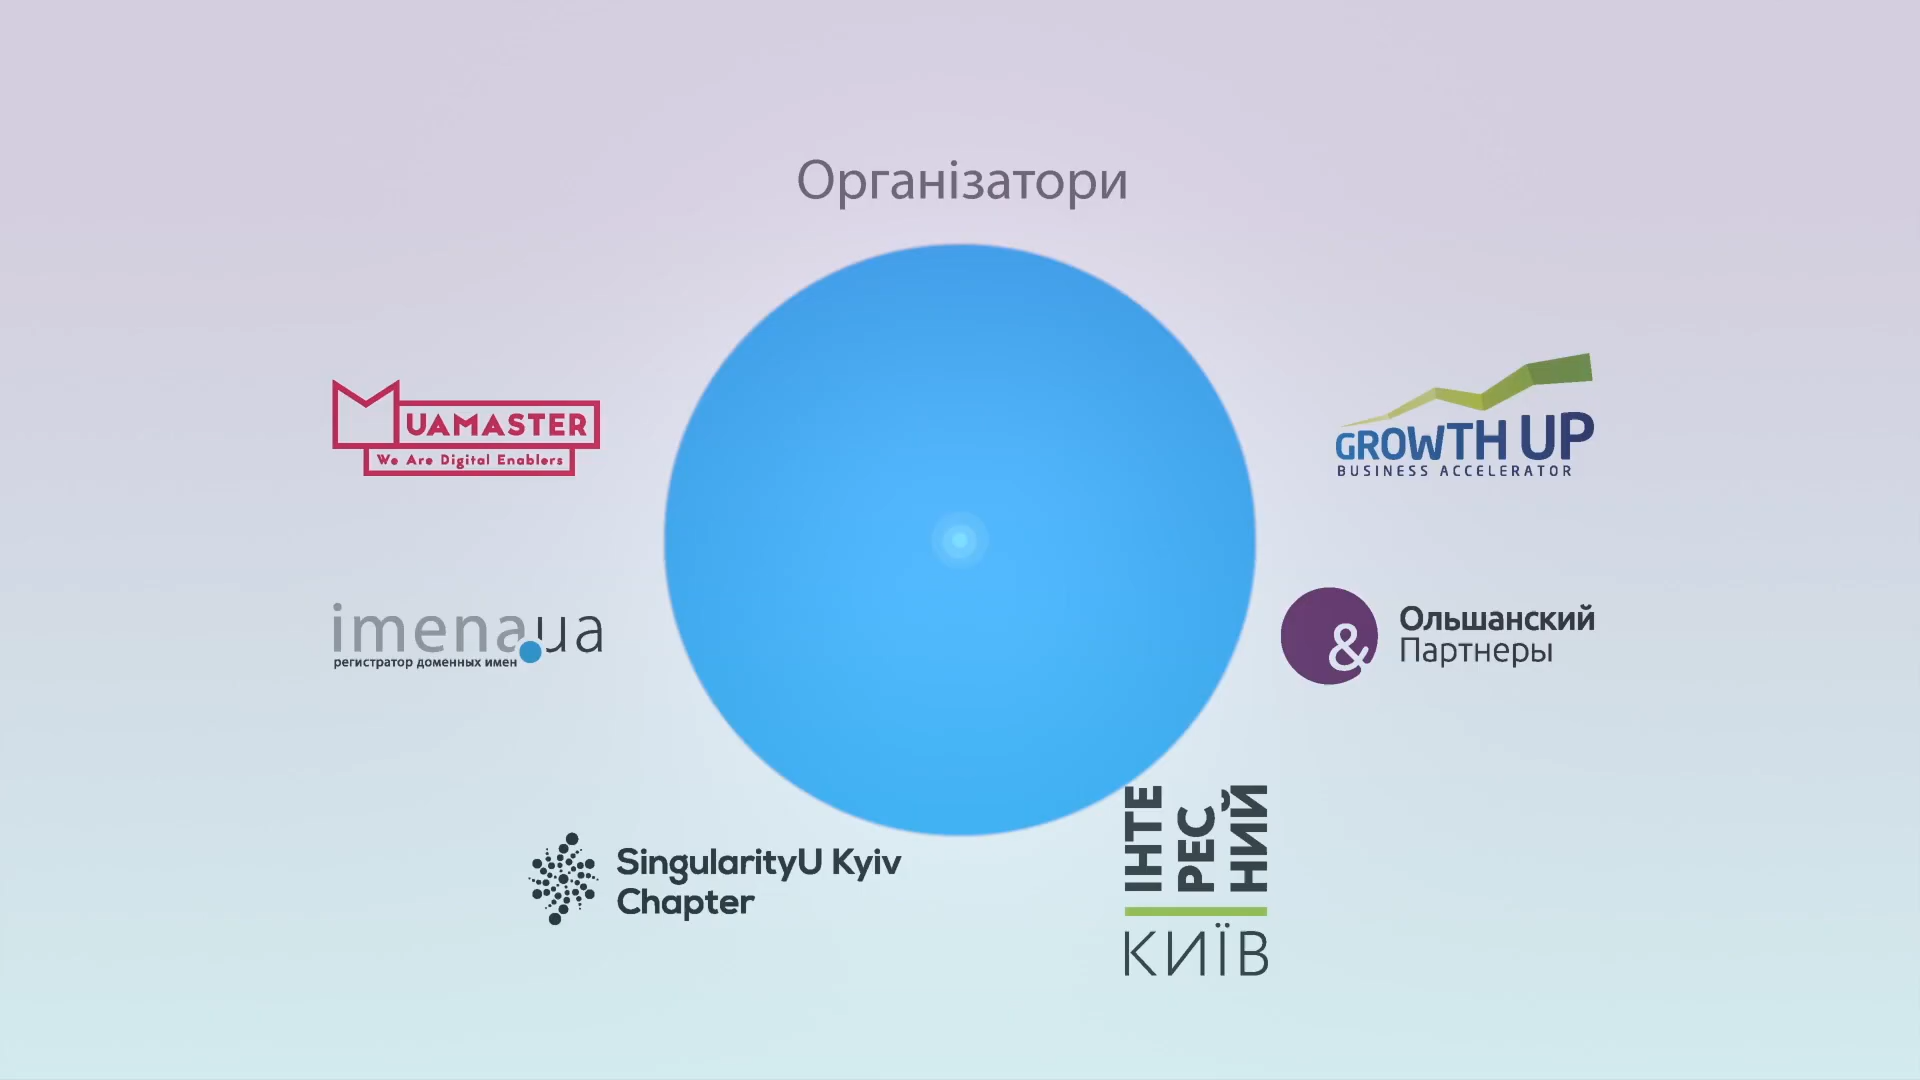 Організатори
UAMASTER
We Are Digital Enablers
GROWTH UP
BUSINESS ACCELERATOR
imena.ua
регистратор доменных имен
&
Ольшанский
Партнеры
SingularityU Kyiv
Chapter
ІНТЕ
РЕС
НИЙ
КИЇВ